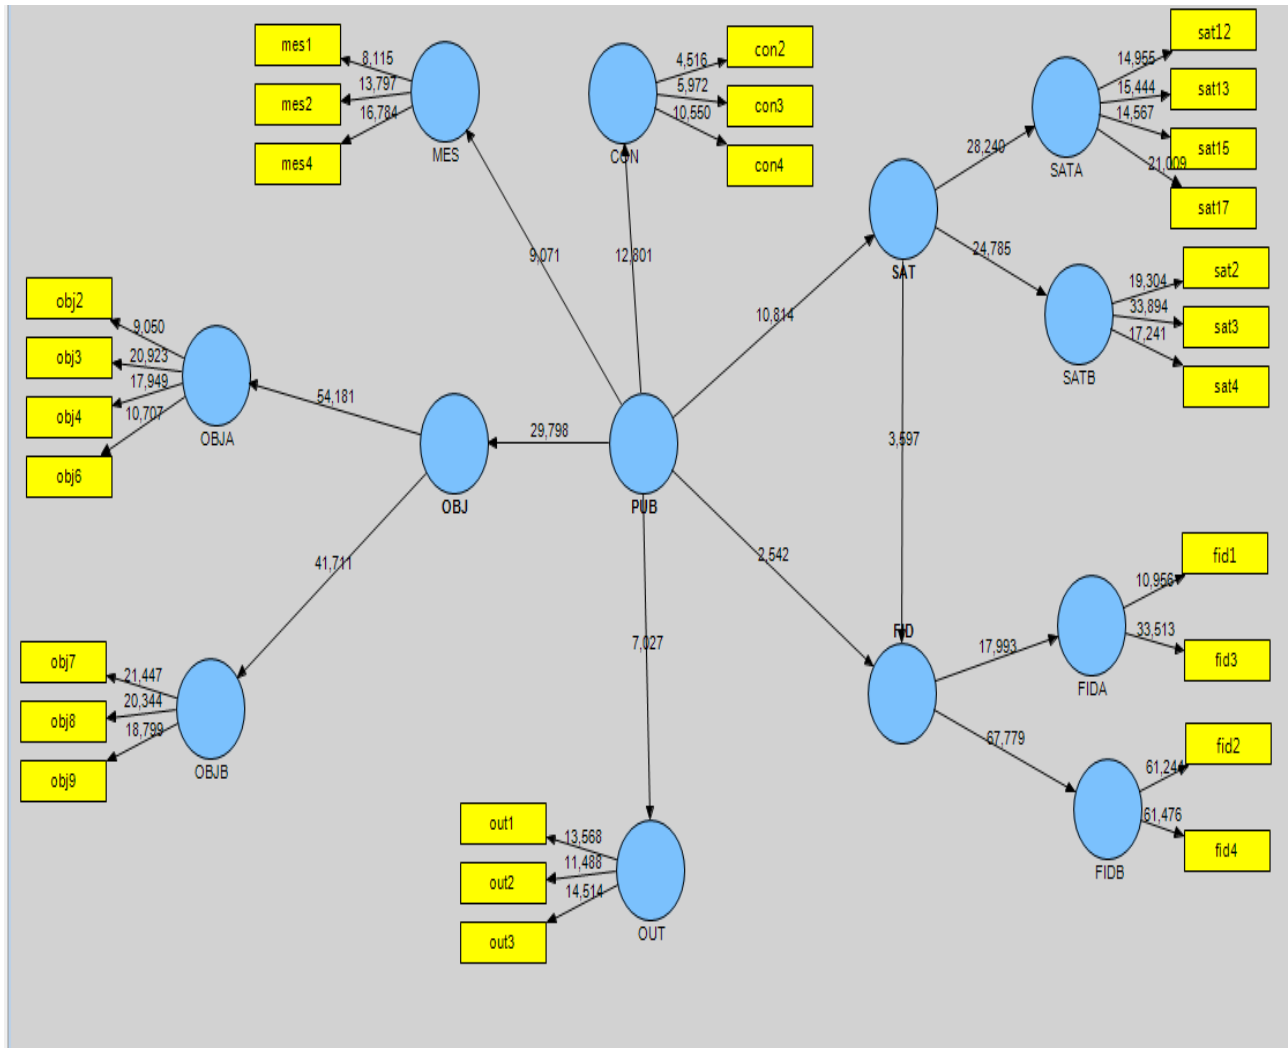 mes1
8,115
mes2
13,797
mes4
16,784
MES
con2
4,516
con3
5,972
con4
10,550
CON
sat12
14,955
sat13
15,444
sat15
14,567
sat17
21,009
SATA
28,240
SAT
24,785
sat2
19,304
sat3
33,894
sat4
17,241
SATB
9,071
12,801
10,814
3,597
obj2
9,050
obj3
20,923
obj4
17,949
obj6
10,707
OBJA
54,181
OBJ
29,798
PUB
41,711
2,542
7,027
obj7
21,447
obj8
20,344
obj9
18,799
OBJB
FID
17,993
fid1
10,956
fid3
33,513
FIDA
67,779
fid2
61,244
fid4
61,476
FIDB
out1
13,568
out2
11,488
out3
14,514
OUT